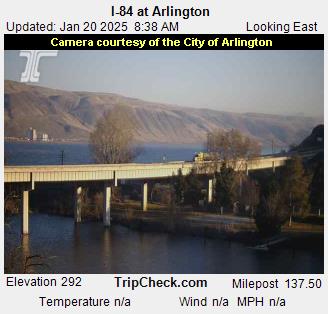 I-84 at Arlington
Updated: Jan 20 2025 8:38 AM Looking East
Camera courtesy of the City of Arlington
Elevation 292 TripCheck.com Milepost 137.50
Temperature n/a Wind n/a MPH n/a